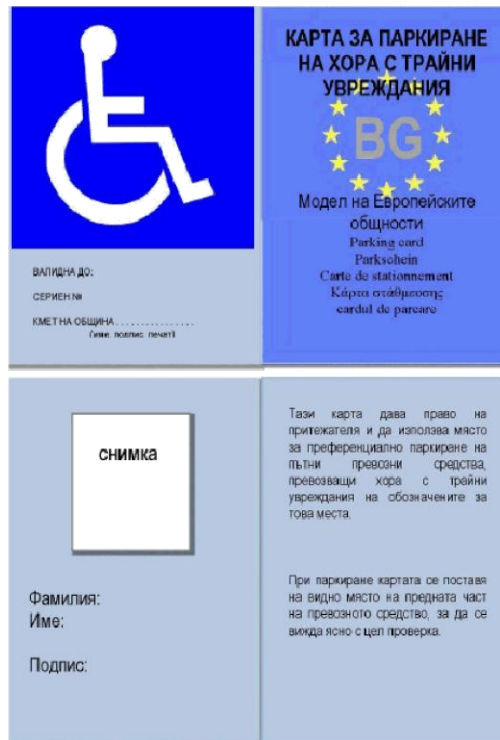 ВАЛИДНА ДО:
СЕРИЕН №
КМЕТ НА ОБЩИНА . . . . . . . . . . . . . . . .
(име, подпис, печат)
КАРТА ЗА ПАРКИРАНЕ
НА ХОРА С ТРАЙНИ
УВРЕЖДАНИЯ
BG
Модел на Европейските
общности
Parking card
Parkschein
Carte de stationnement
Κάρτα στάθμευσης
cardul de parcare
снимка
Фамилия:
Име:
Подпис:
Тази карта дава право на
притежателя и да използва място
за преференциално паркиране на
пътни превозни средства,
превозващи хора с трайни
увреждания на обозначените за
това места.
При паркиране картата се поставя
на видно място на предната част
на превозното средство, за да се
вижда ясно с цел проверка.